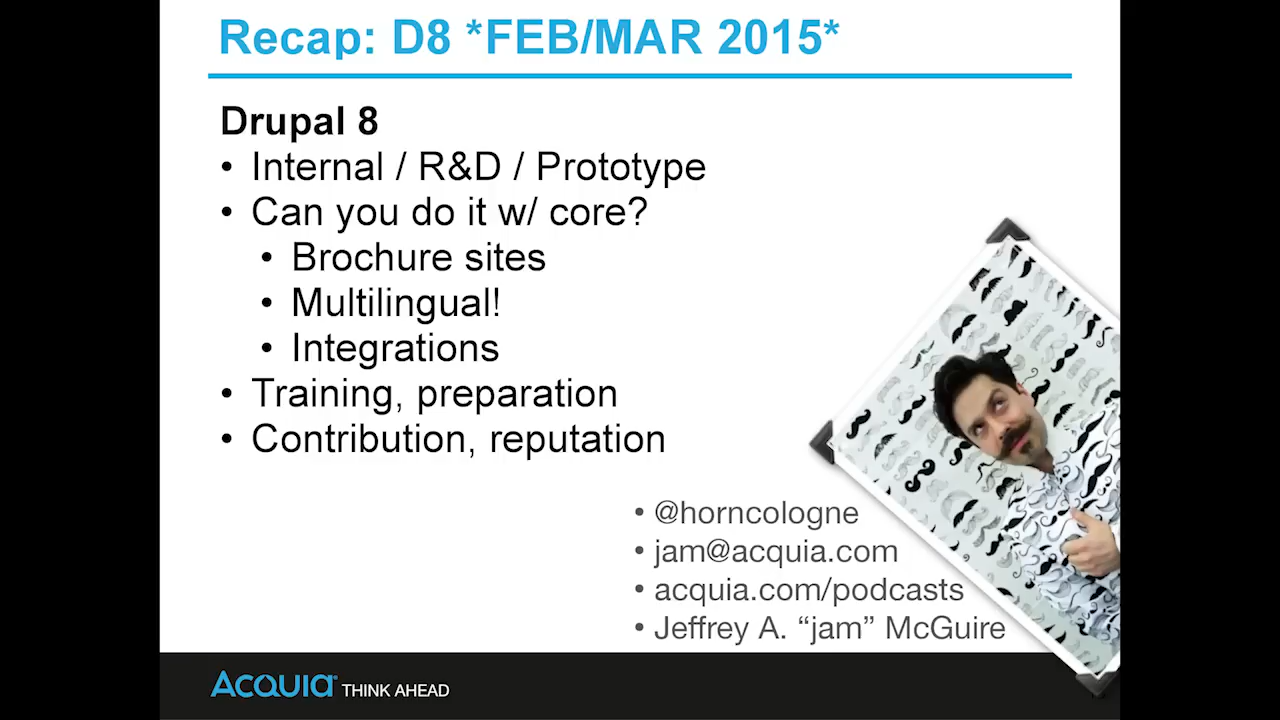 Recap: D8 *FEB/MAR 2015*
Drupal 8
• Internal / R&D / Prototype
• Can you do it w/ core?
• Brochure sites
• Multilingual!
• Integrations
• Training, preparation
• Contribution, reputation
• @horncologne
• jam@acquia.com
• acquia.com/podcasts
• Jeffrey A. “jam” McGuire
ACQUIA® THINK AHEAD